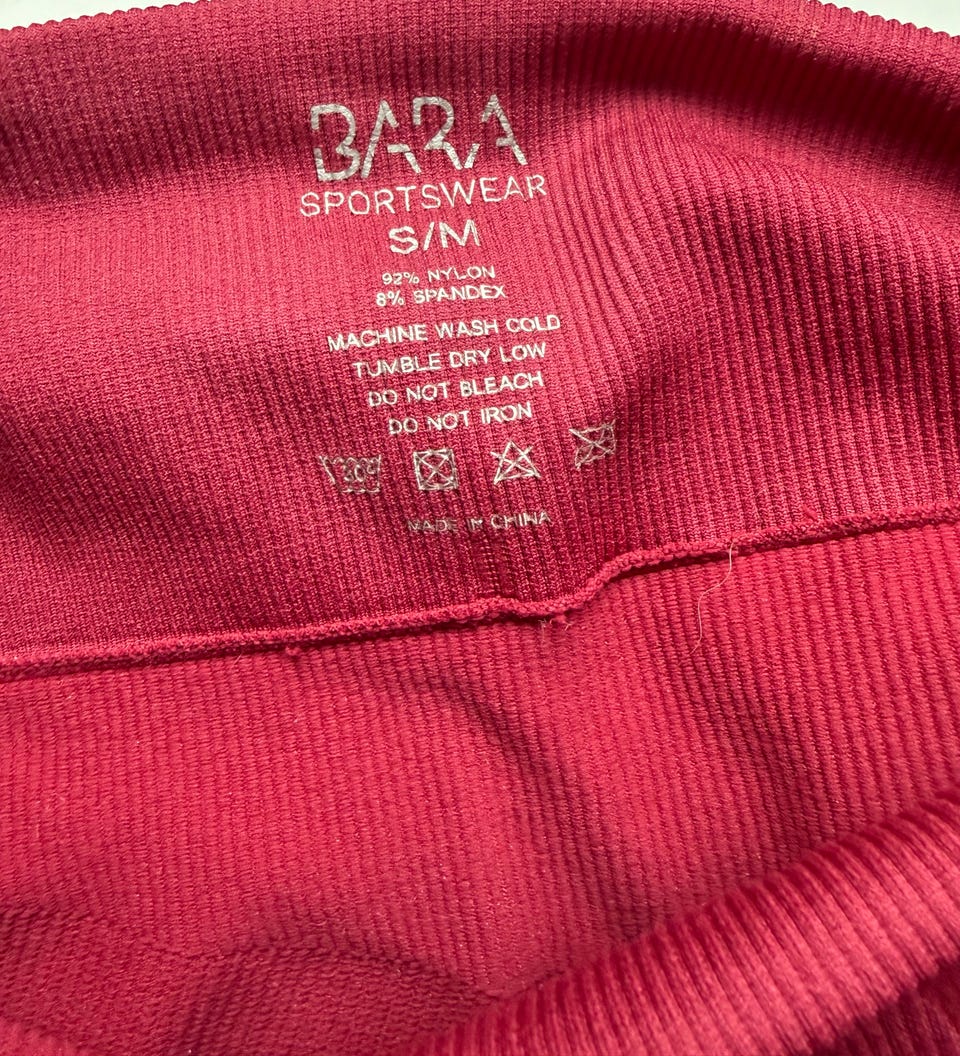 BARA
SPORTSWEAR
S/M
92% NYLON
8% SPANDEX
MACHINE WASH COLD
TUMBLE DRY LOW
DO NOT BLEACH
DO NOT IRON
MADE IN CHINA